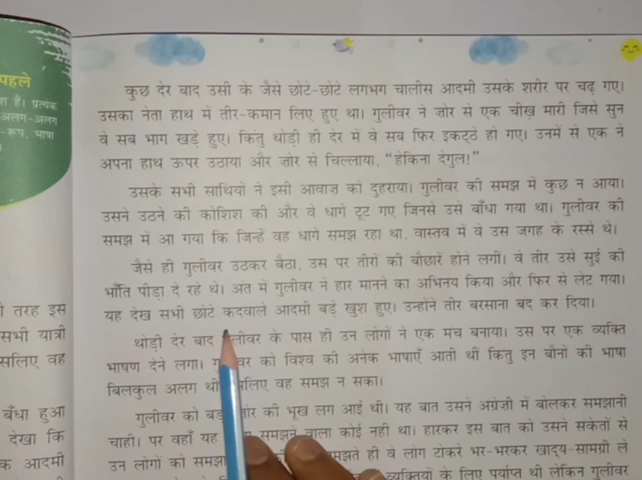 पहले
श हैं। प्रत्येक
अलग-अलग
-रूप, भाषा
ो तरह इस
सभी यात्री
सलिए वह
बँधा हुआ
देखा कि
क आदमी
कुछ देर बाद उसी के जैसे छोटे-छोटे लगभग चालीस आदमी उसके शरीर पर चढ़ गए।
उसका नेता हाथ में तीर-कमान लिए हुए था। गुलीवर ने जोर से एक चीख मारी जिसे सुन
वे सब भाग खड़े हुए। किंतु थोड़ी ही देर में वे सब फिर इकट्ठे हो गए। उनमें से एक ने
अपना हाथ ऊपर उठाया और जोर से चिल्लाया, “हेकिना देगुल!”
उसके सभी साथियों ने इसी आवाज को दुहराया। गुलीवर की समझ में कुछ न आया।
उसने उठने की कोशिश की और वे धागे टूट गए जिनसे उसे बाँधा गया था। गुलीवर की
समझ में आ गया कि जिन्हें वह धागे समझ रहा था, वास्तव में वे उस जगह के रस्से थे।
जैसे ही गुलीवर उठकर बैठा, उस पर तीरों की बौछारें होने लगीं। वे तीर उसे सुई की
भाँति पीड़ा दे रहे थे। अंत में गुलीवर ने हार मानने का अभिनय किया और फिर से लेट गया।
यह देख सभी छोटे कदवाले आदमी बड़े खुश हुए। उन्होंने तीर बरसाना बंद कर दिया।
थोड़ी देर बाद लीवर के पास ही उन लोगों ने एक मंच बनाया। उस पर एक व्यक्ति
भाषण देने लगा। को विश्व की अनेक भाषाएँ आती थीं किंतु इन बौनों की भाषा
बिलकुल अलग थी वह समझ न सका।
गुलीवर को जोर की भूख लग आई थी। यह बात उसने अंग्रेजी में बोलकर समझानी
चाही। पर वहाँ यह समझने वाला कोई नहीं था। हारकर इस बात को उसने संकेतों से
उन लोगों को समझा मझते ही वे लोग टोकरे भर-भरकर खाद्य-सामग्री ले
व्यक्तियों के लिए पर्याप्त थी लेकिन गुलीवर